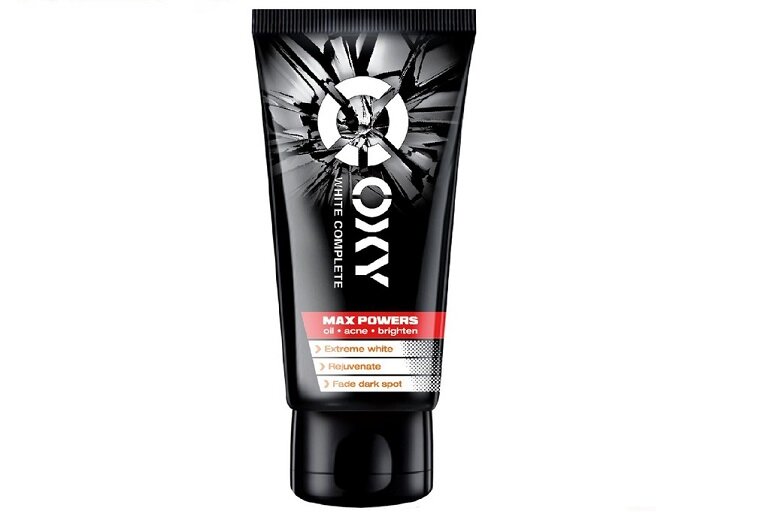 OXY
WHITE COMPLETE
MAX POWERS
oil • acne • brighten
Extreme white
Rejuvenate
Fade dark spot